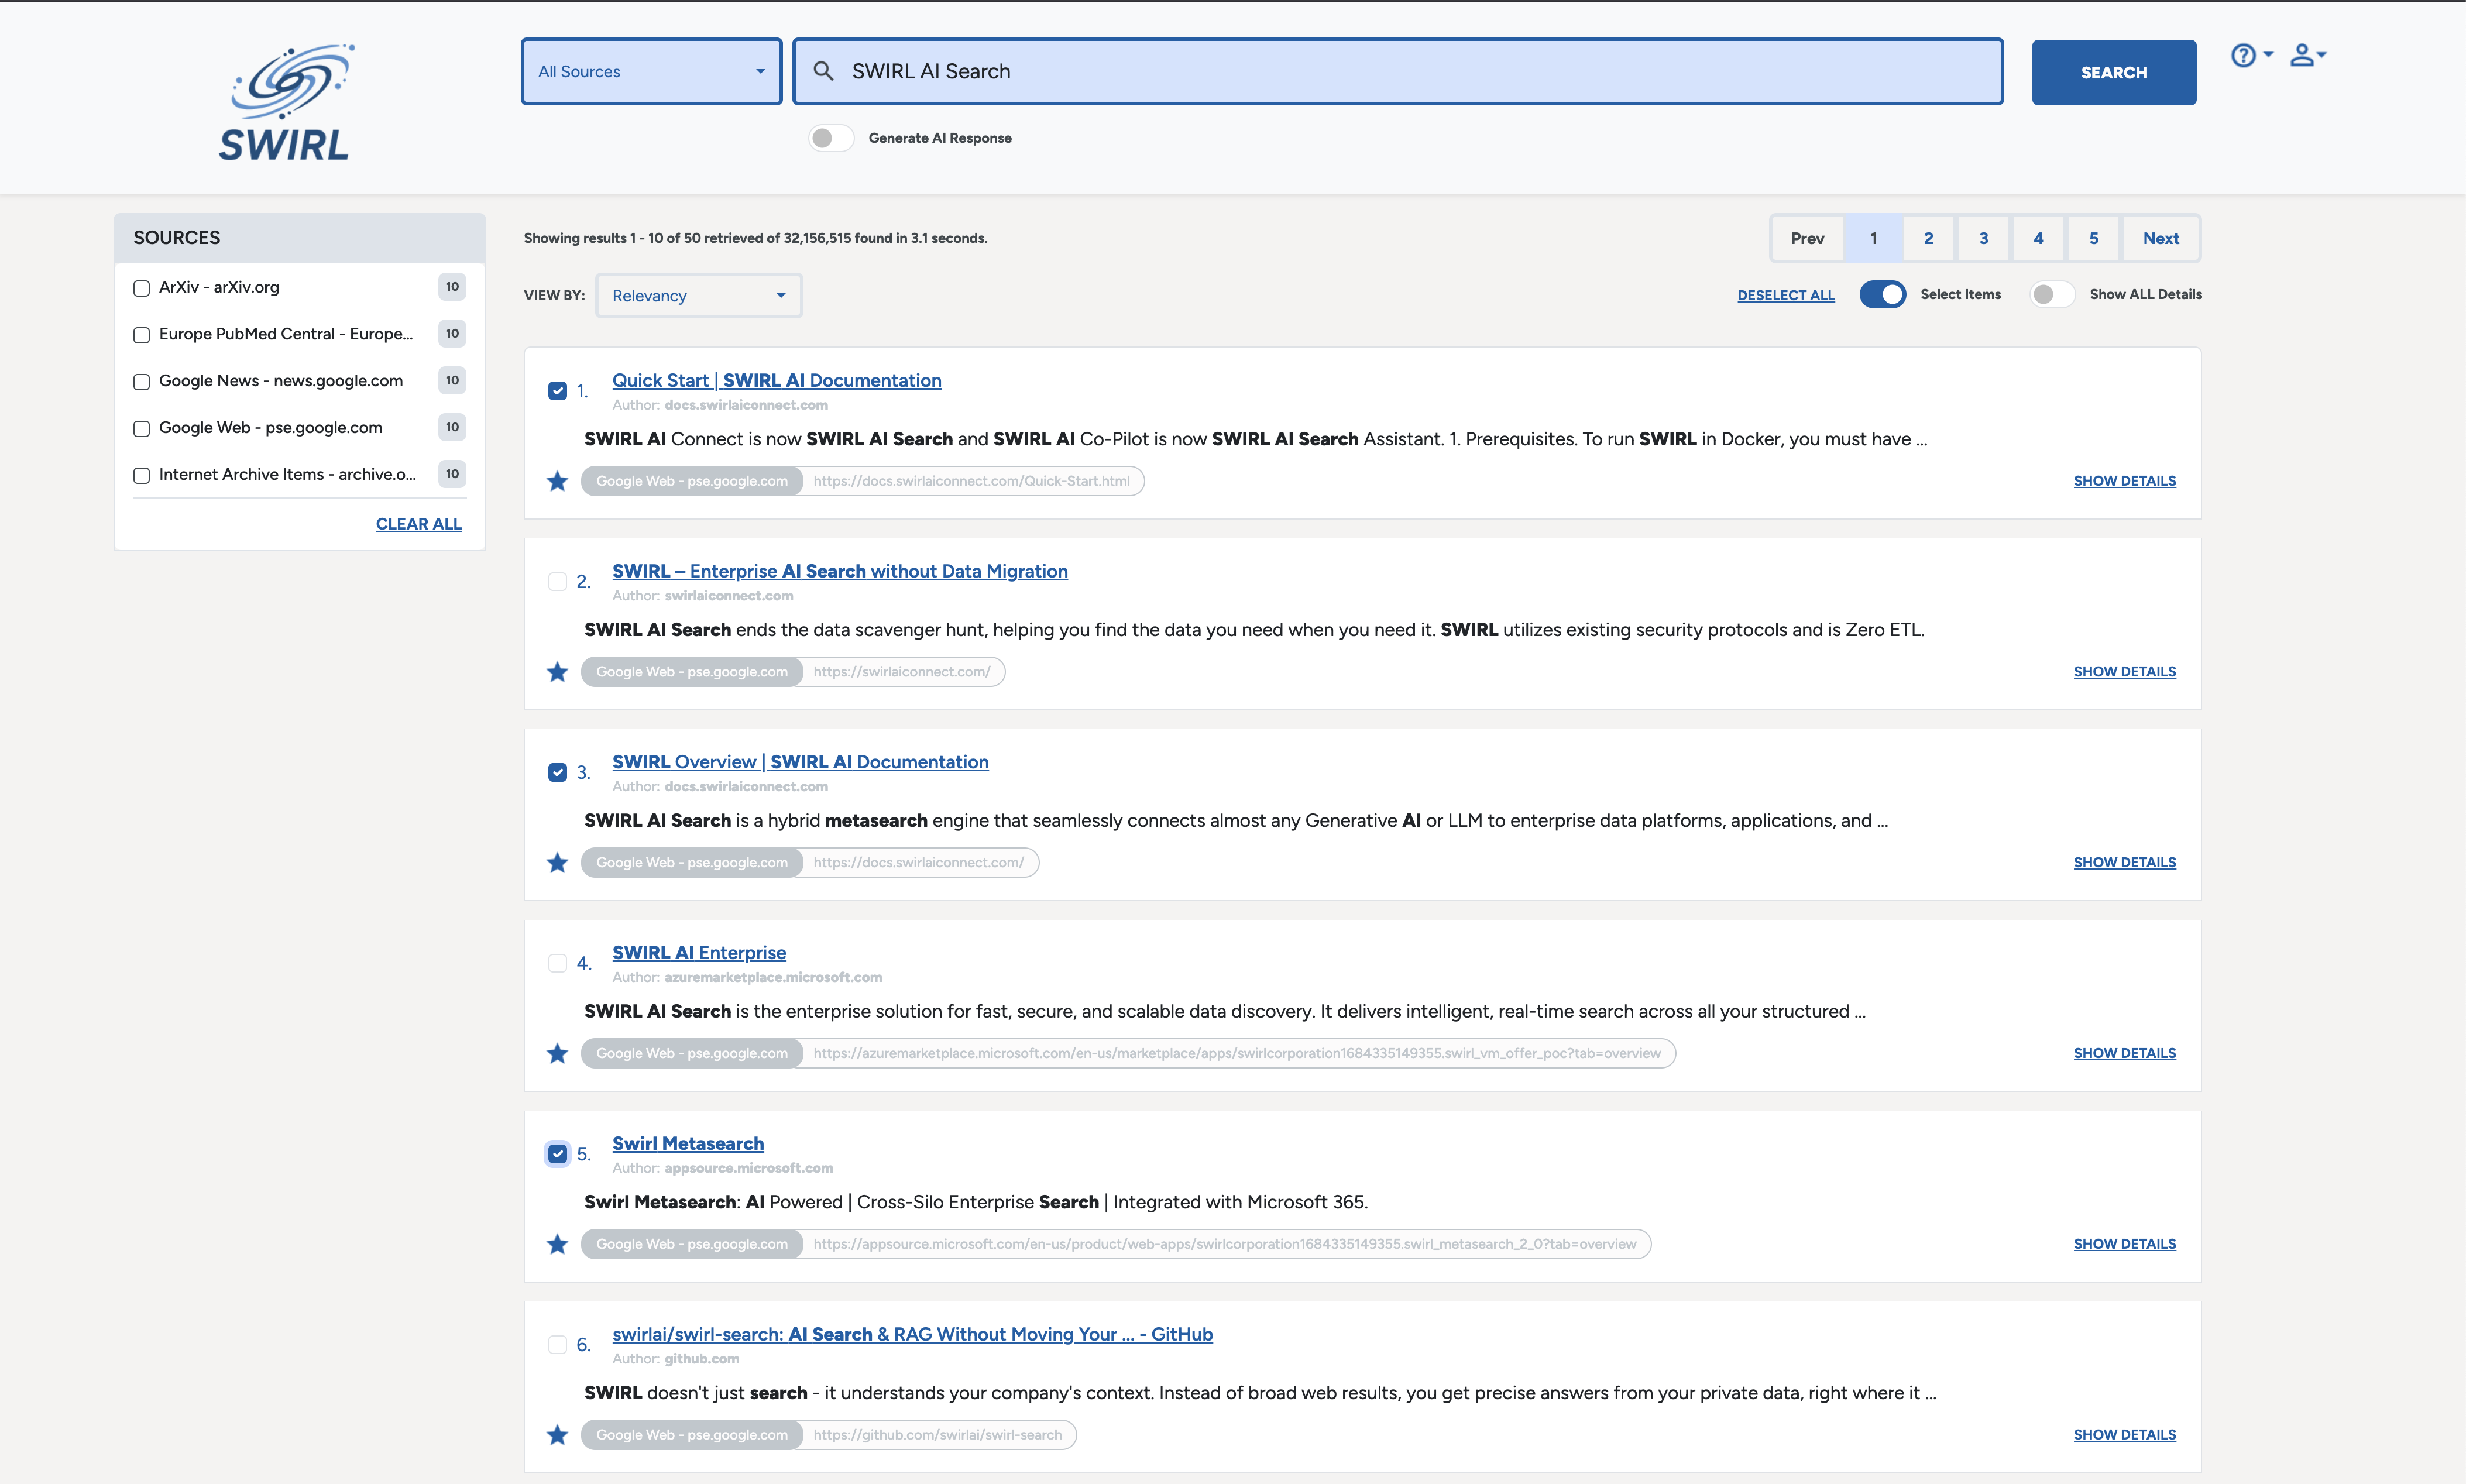 SWIRL
All Sources
SWIRL AI Search
SEARCH
Generate AI Response
SOURCES
ArXiv - arXiv.org 10
Europe PubMed Central - Europe... 10
Google News - news.google.com 10
Google Web - pse.google.com 10
Internet Archive Items - archive.o... 10
CLEAR ALL
Showing results 1 - 10 of 50 retrieved of 32,156,515 found in 3.1 seconds.
Prev 1 2 3 4 5 Next
VIEW BY: Relevancy
DESELECT ALL Select Items Show ALL Details
1. Quick Start | SWIRL AI Documentation
Author: docs.swirlaiconnect.com
SWIRL AI Connect is now SWIRL AI Search and SWIRL AI Co-Pilot is now SWIRL AI Search Assistant. 1. Prerequisites. To run SWIRL in Docker, you must have ...
Google Web - pse.google.com https://docs.swirlaiconnect.com/Quick-Start.html SHOW DETAILS
2. SWIRL – Enterprise AI Search without Data Migration
Author: swirlaiconnect.com
SWIRL AI Search ends the data scavenger hunt, helping you find the data you need when you need it. SWIRL utilizes existing security protocols and is Zero ETL.
Google Web - pse.google.com https://swirlaiconnect.com/ SHOW DETAILS
3. SWIRL Overview | SWIRL AI Documentation
Author: docs.swirlaiconnect.com
SWIRL AI Search is a hybrid metasearch engine that seamlessly connects almost any Generative AI or LLM to enterprise data platforms, applications, and ...
Google Web - pse.google.com https://docs.swirlaiconnect.com/ SHOW DETAILS
4. SWIRL AI Enterprise
Author: azuremarketplace.microsoft.com
SWIRL AI Search is the enterprise solution for fast, secure, and scalable data discovery. It delivers intelligent, real-time search across all your structured ...
Google Web - pse.google.com https://azuremarketplace.microsoft.com/en-us/marketplace/apps/swirlcorporation1684335149355.swirl_vm_offer_poc?tab=overview SHOW DETAILS
5. Swirl Metasearch
Author: appsource.microsoft.com
Swirl Metasearch: AI Powered | Cross-Silo Enterprise Search | Integrated with Microsoft 365.
Google Web - pse.google.com https://appsource.microsoft.com/en-us/product/web-apps/swirlcorporation1684335149355.swirl_metasearch_2_0?tab=overview SHOW DETAILS
6. swirlai/swirl-search: AI Search & RAG Without Moving Your ... - GitHub
Author: github.com
SWIRL doesn't just search - it understands your company's context. Instead of broad web results, you get precise answers from your private data, right where it ...
Google Web - pse.google.com https://github.com/swirlai/swirl-search SHOW DETAILS